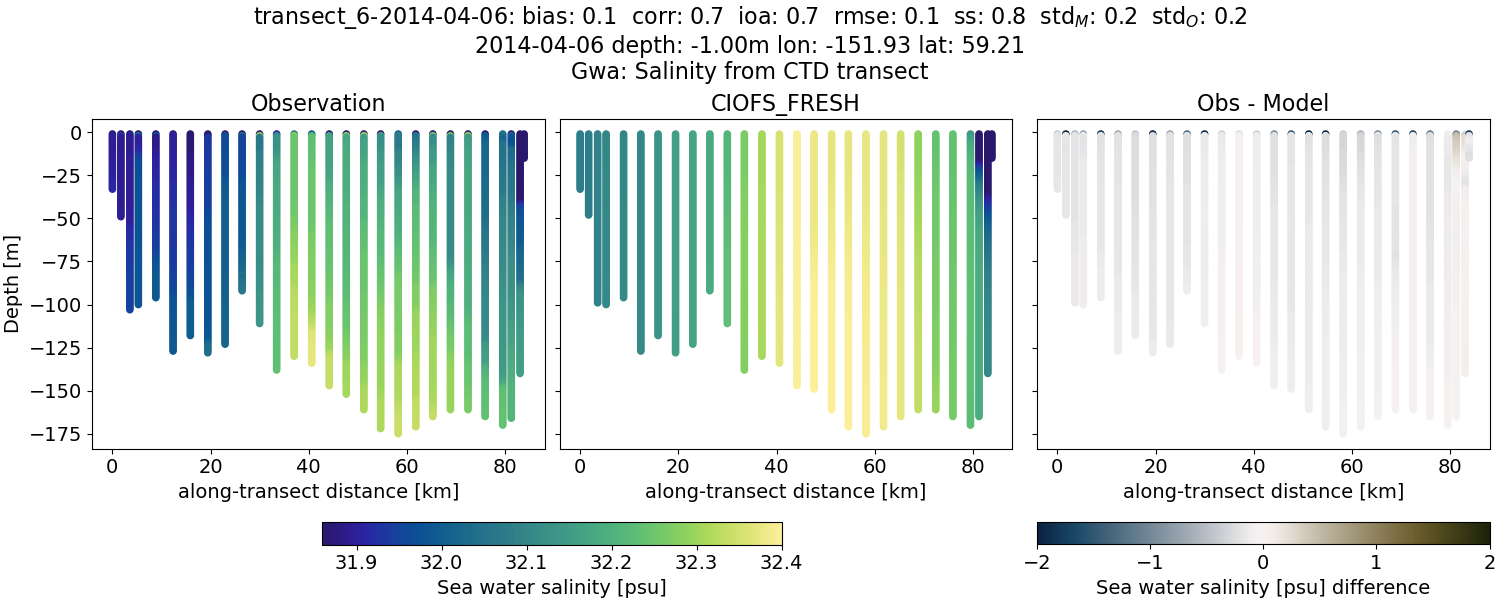 transect_6-2014-04-06: bias: 0.1 corr: 0.7 ioa: 0.7 rmse: 0.1 ss: 0.8 std_M: 0.2 std_O: 0.2
2014-04-06 depth: -1.00m lon: -151.93 lat: 59.21
Gwa: Salinity from CTD transect
Observation CIOFS_FRESH Obs - Model
Depth [m]
0
−25
−50
−75
−100
−125
−150
−175
0 20 40 60 80 0 20 40 60 80 0 20 40 60 80
along-transect distance [km] along-transect distance [km] along-transect distance [km]
31.9 32.0 32.1 32.2 32.3 32.4 −2 −1 0 1 2
Sea water salinity [psu] Sea water salinity [psu] difference